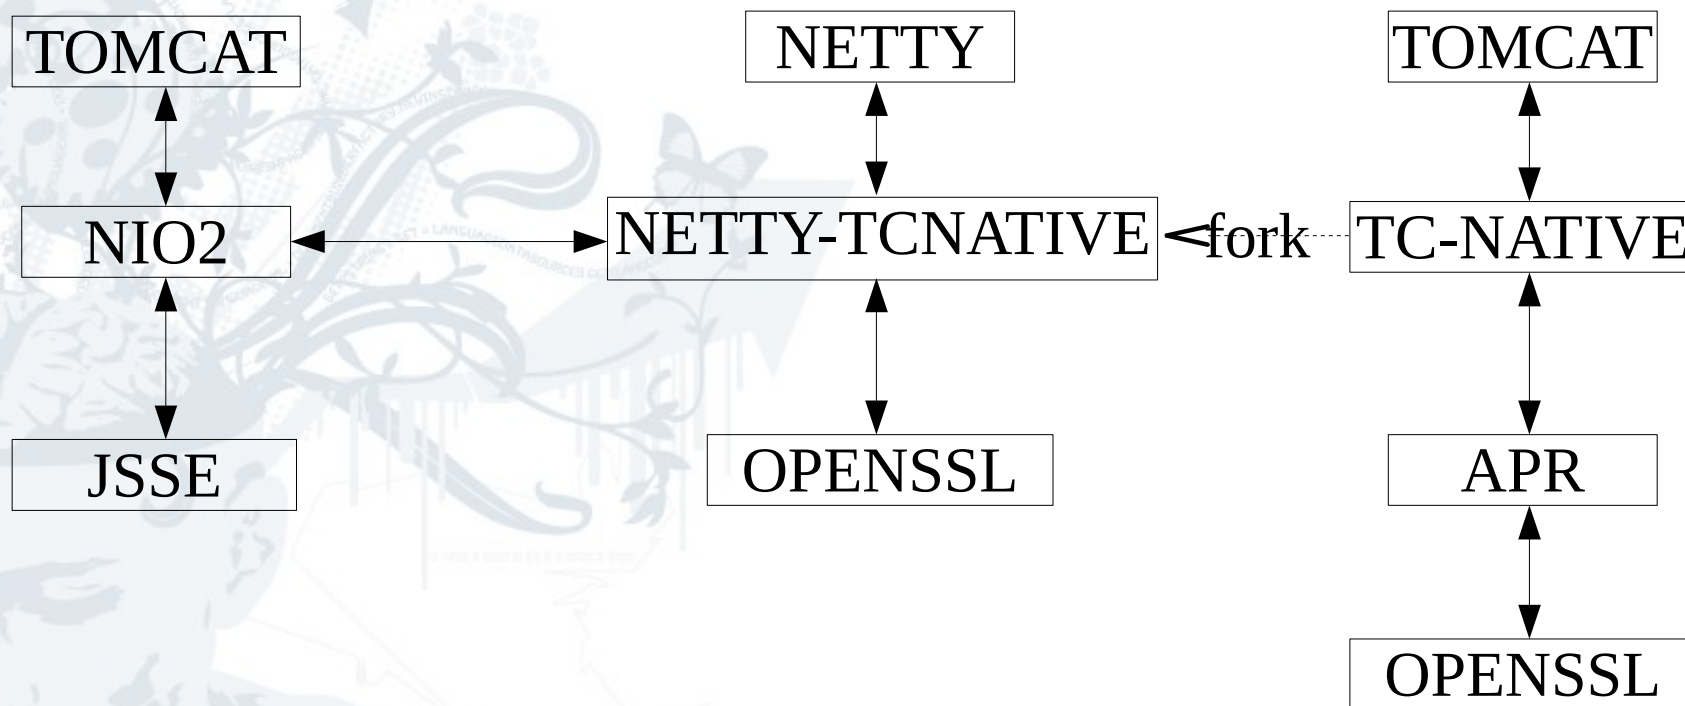 TOMCAT
NETTY
TOMCAT
NIO2
NETTY-TCNATIVE
fork
TC-NATIVE
JSSE
OPENSSL
APR
OPENSSL